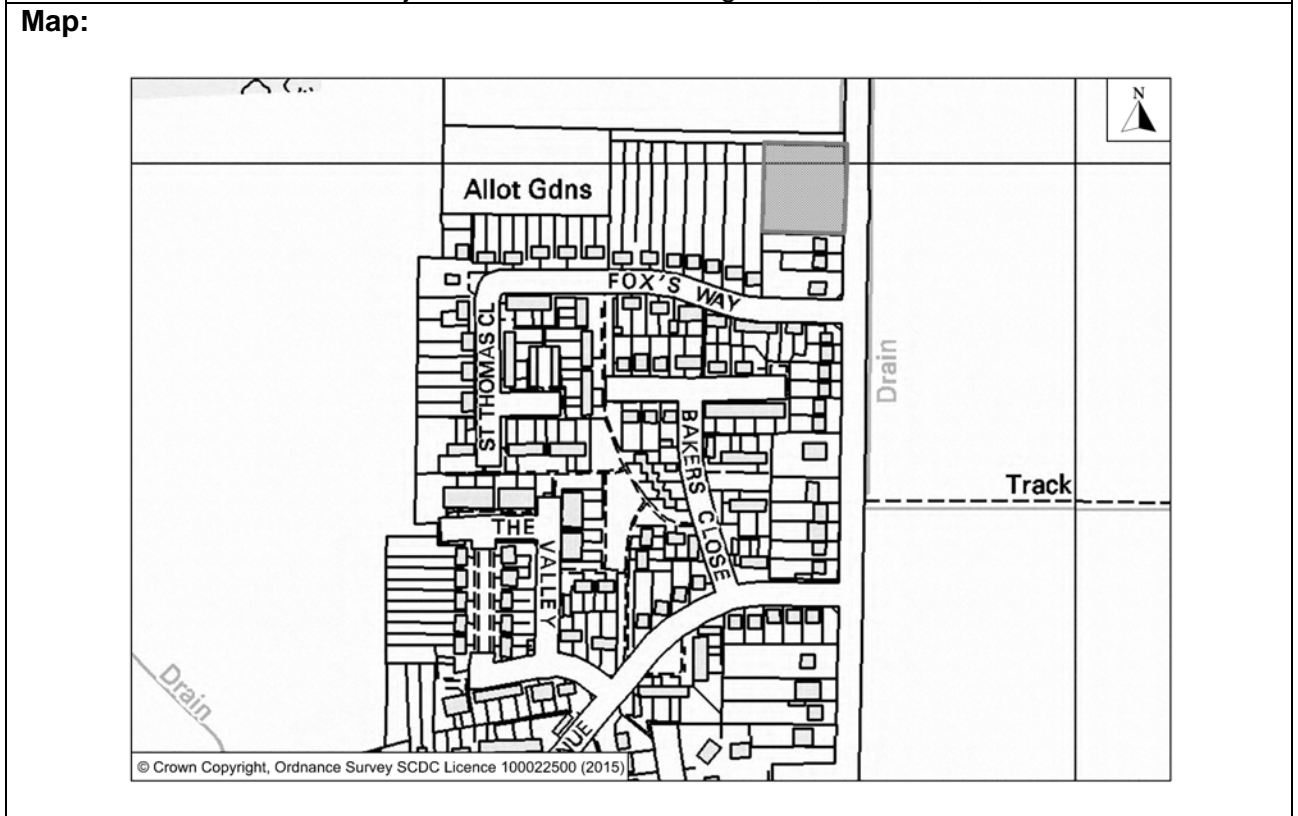 Map:
N
Allot Gdns
FOX'S WAY
ST THOMAS CL
Drain
BAKERS CLOSE
Track
THE
VALLEY
Drain
NUE
© Crown Copyright, Ordnance Survey SCDC Licence 100022500 (2015)